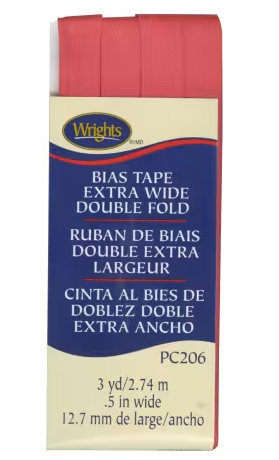 Wrights
®/MD
BIAS TAPE
EXTRA WIDE
DOUBLE FOLD
RUBAN DE BIAIS
DOUBLE EXTRA
LARGEUR
CINTA AL BIES DE
DOBLEZ DOBLE
EXTRA ANCHO
PC206
3 yd/2.74 m
.5 in wide
12.7 mm de large/ancho